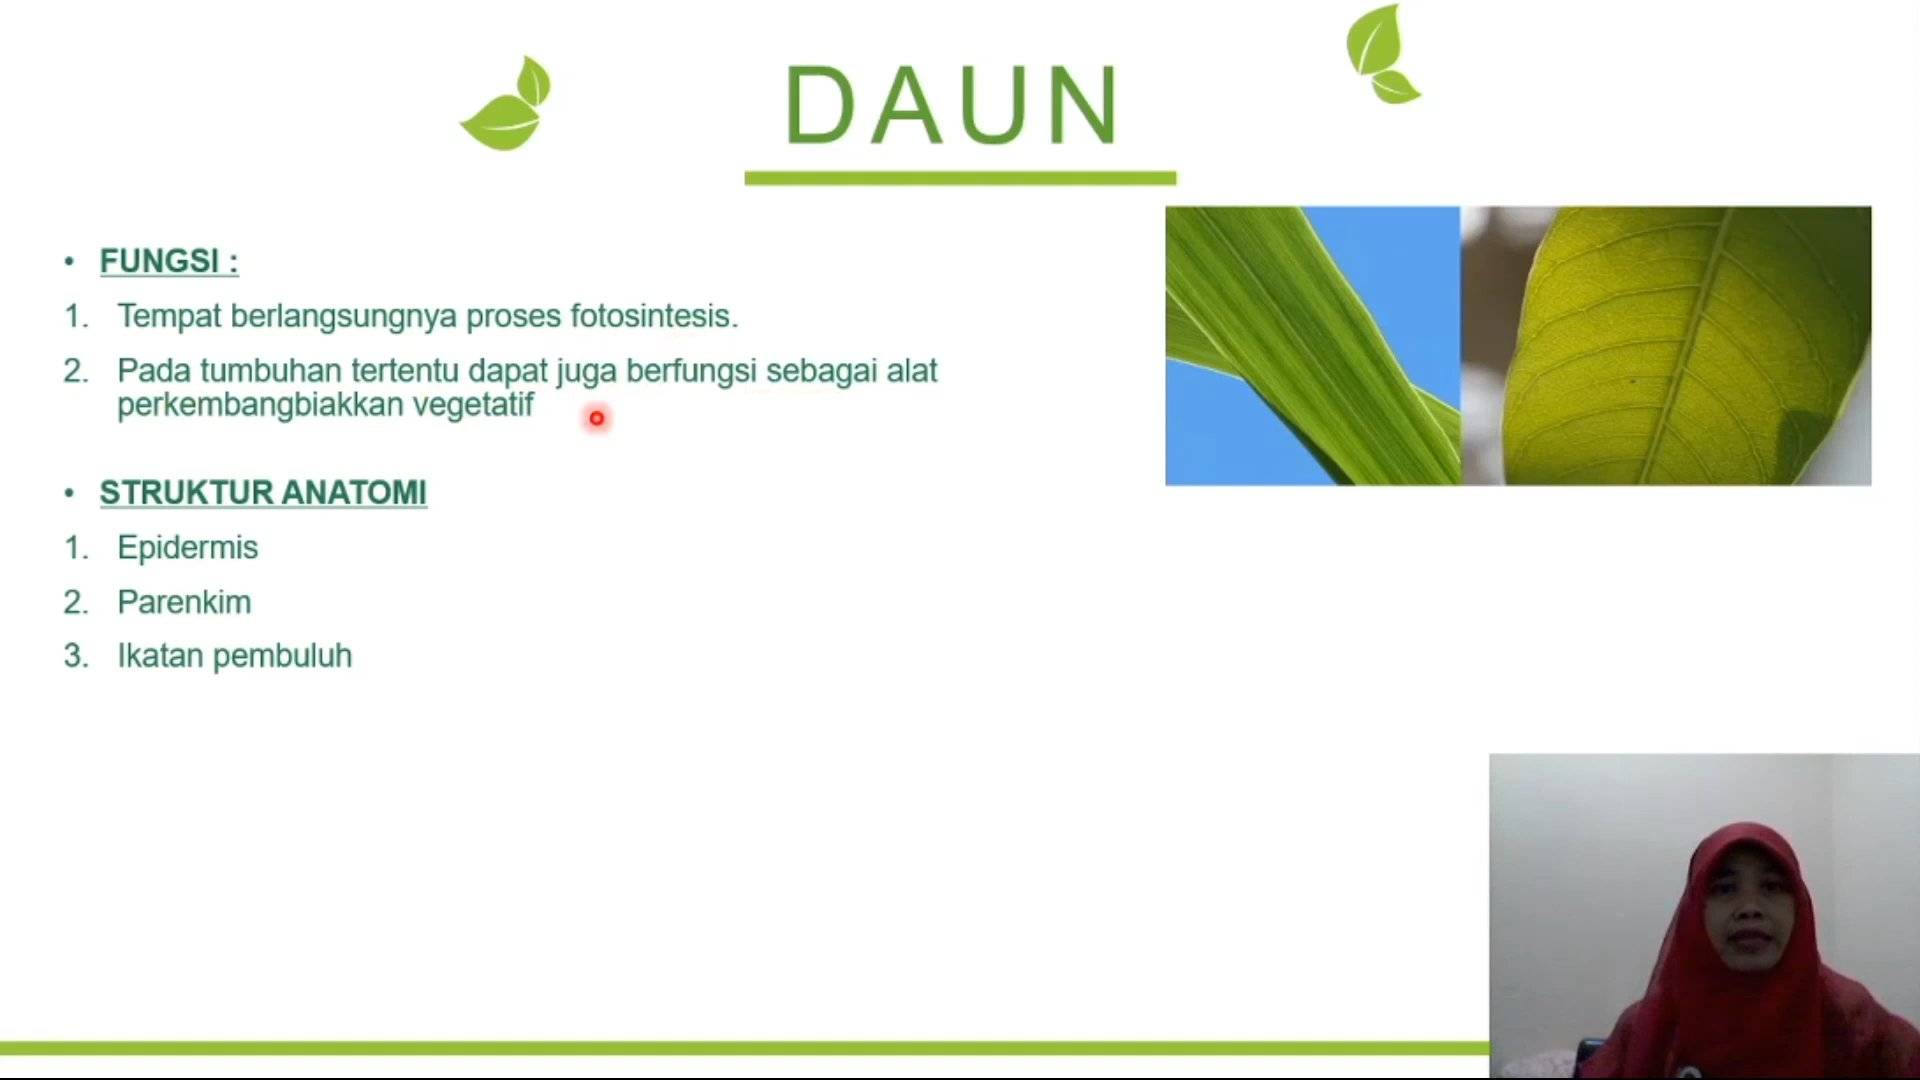 DAUN
• FUNGSI :
1. Tempat berlangsungnya proses fotosintesis.
2. Pada tumbuhan tertentu dapat juga berfungsi sebagai alat
perkembangbiakkan vegetatif
• STRUKTUR ANATOMI
1. Epidermis
2. Parenkim
3. Ikatan pembuluh